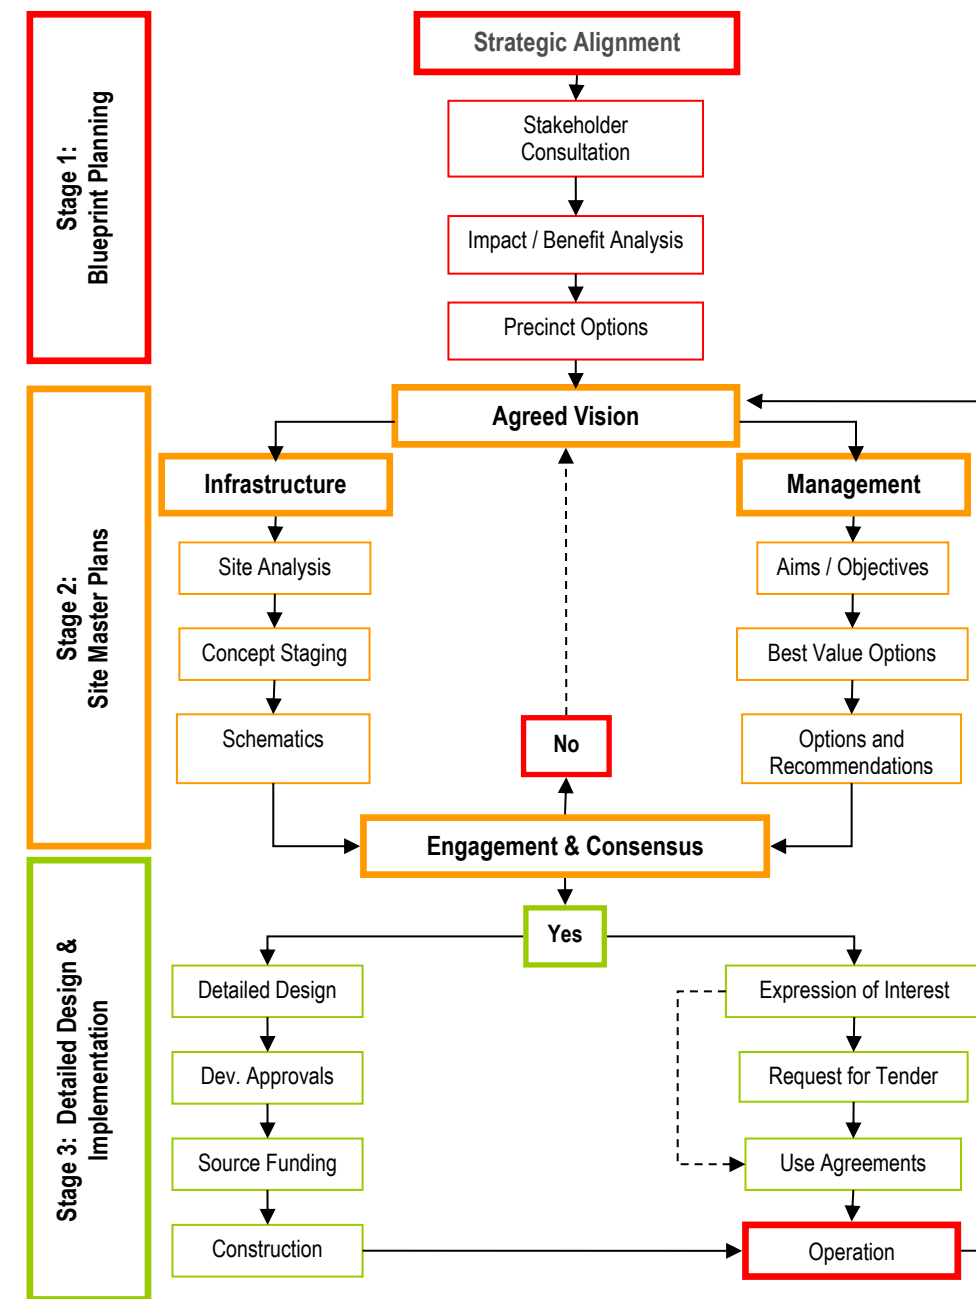 Stage 1:
Blueprint Planning
Strategic Alignment
Stakeholder
Consultation
Impact / Benefit Analysis
Precinct Options
Stage 2:
Site Master Plans
Agreed Vision
Infrastructure
Management
Site Analysis
Aims / Objectives
Concept Staging
Best Value Options
Schematics
No
Options and
Recommendations
Engagement & Consensus
Stage 3:  Detailed Design &
Implementation
Yes
Detailed Design
Expression of Interest
Dev. Approvals
Request for Tender
Source Funding
Use Agreements
Construction
Operation